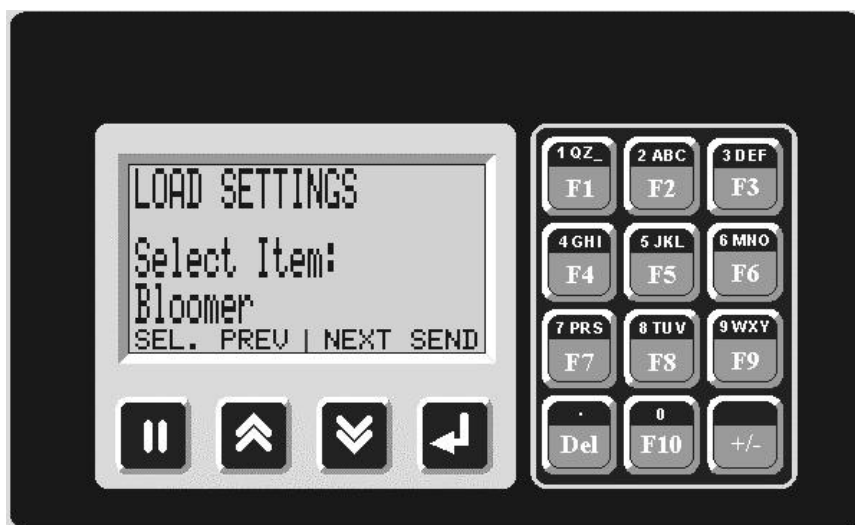 LOAD SETTINGS
Select Item:
Bloomer
SEL. PREV | NEXT SEND
1 QZ_
F1
2 ABC
F2
3 DEF
F3
4 GHI
F4
5 JKL
F5
6 MNO
F6
7 PRS
F7
8 TUV
F8
9 WXY
F9
.
Del
0
F10
+/-